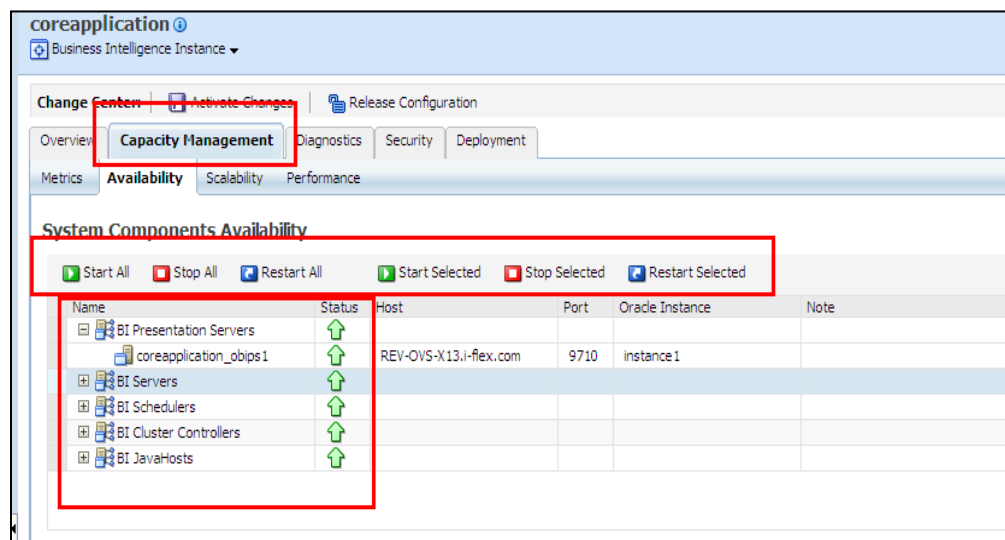 coreapplication
Business Intelligence Instance
Change Center: Activate Changes Release Configuration
Overview Capacity Management Diagnostics Security Deployment
Metrics Availability Scalability Performance
System Components Availability
Start All Stop All Restart All Start Selected Stop Selected Restart Selected
Name Status Host Port Oracle Instance Note
BI Presentation Servers
coreapplication_obips1 REV-OVS-X13.i-flex.com 9710 instance1
BI Servers
BI Schedulers
BI Cluster Controllers
BI JavaHosts